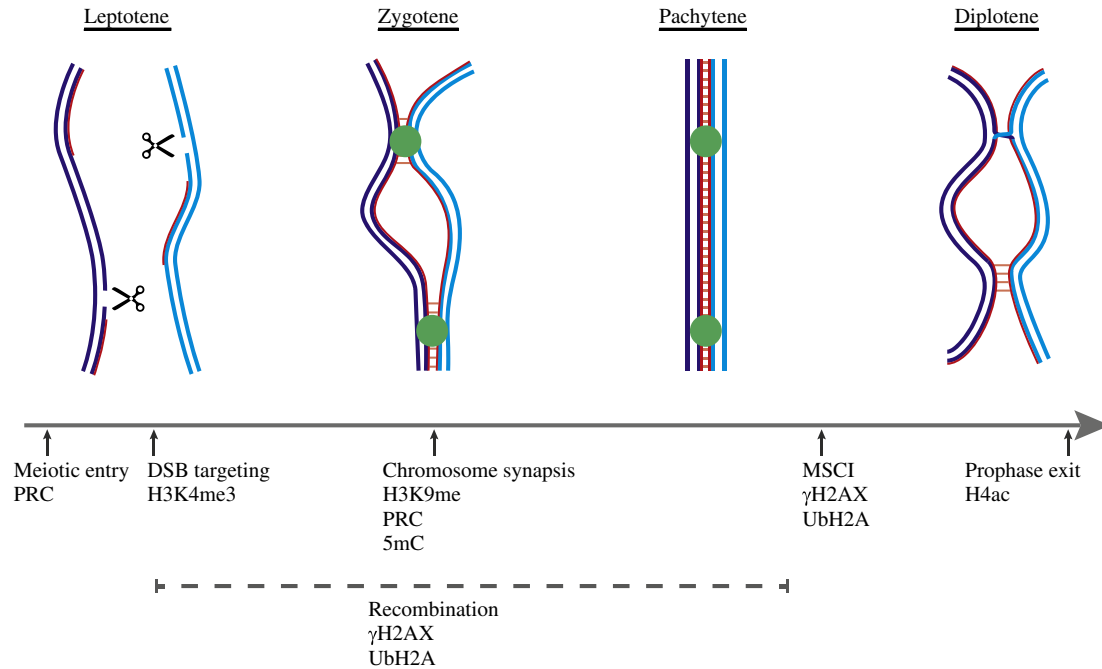 Leptotene
Zygotene
Pachytene
Diplotene
Meiotic entry
PRC
DSB targeting
H3K4me3
Chromosome synapsis
H3K9me
PRC
5mC
MSCI
γH2AX
UbH2A
Prophase exit
H4ac
Recombination
γH2AX
UbH2A